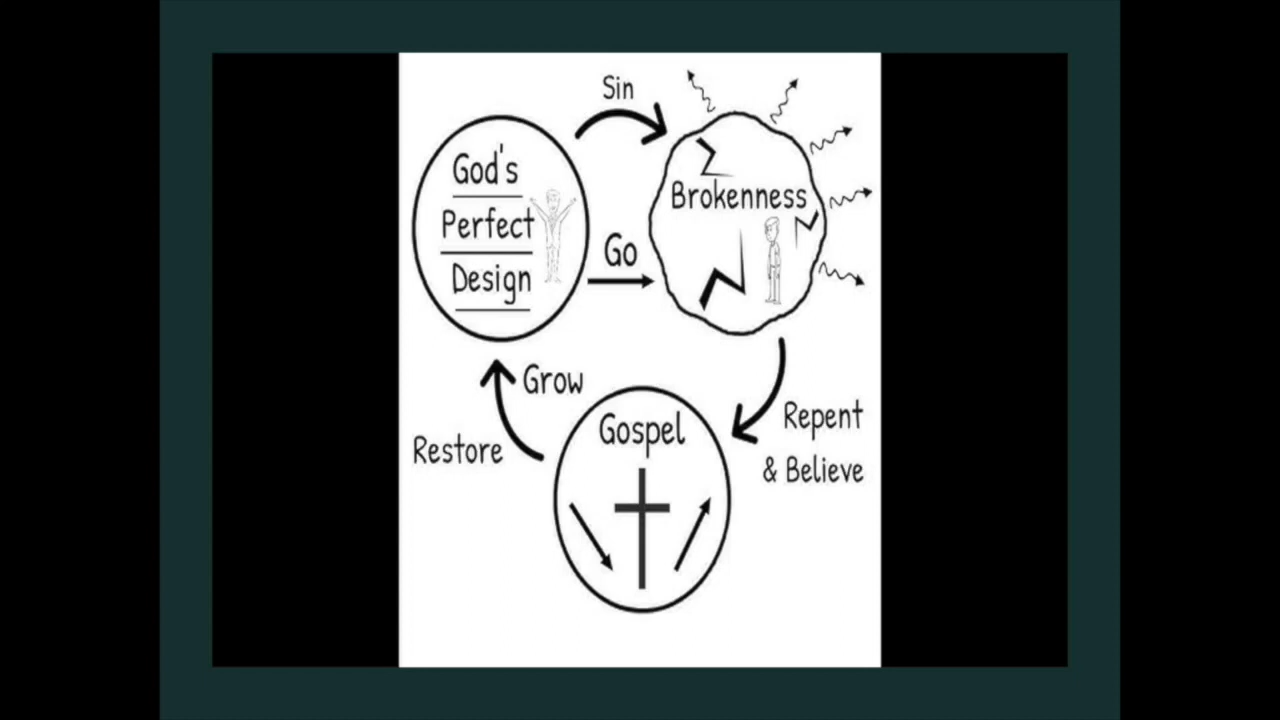 Sin
God's
Perfect
Design
Go
Brokenness
Repent
& Believe
Gospel
Grow
Restore